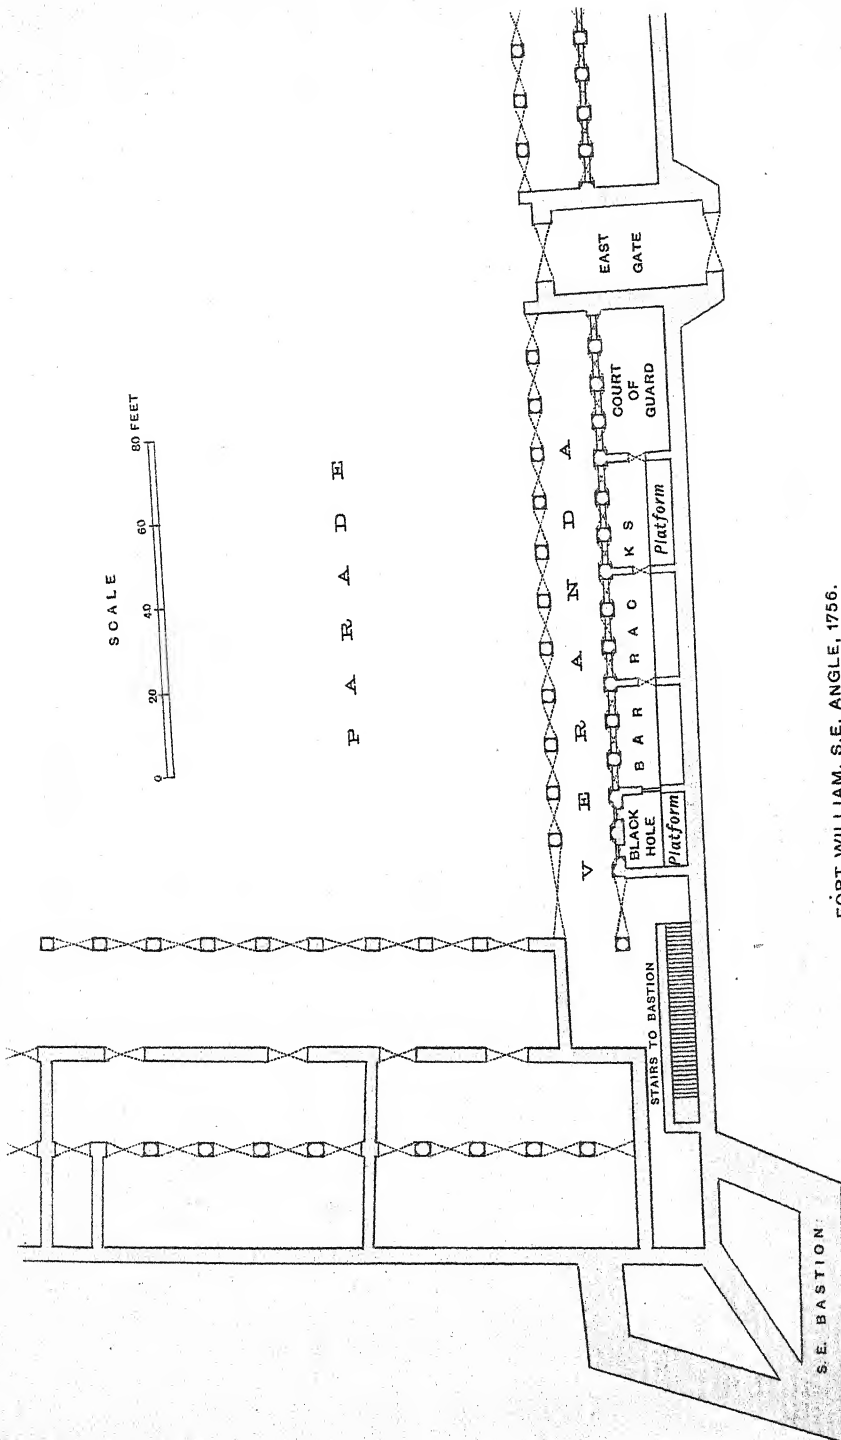 SCALE
0 20 40 60 80 FEET
PARADE
VERANDA
EAST
GATE
COURT
OF
GUARD
BARRACKS
Platform
BLACK
HOLE
Platform
STAIRS TO BASTION
S.E. BASTION
FORT WILLIAM, S.E. ANGLE, 1756.